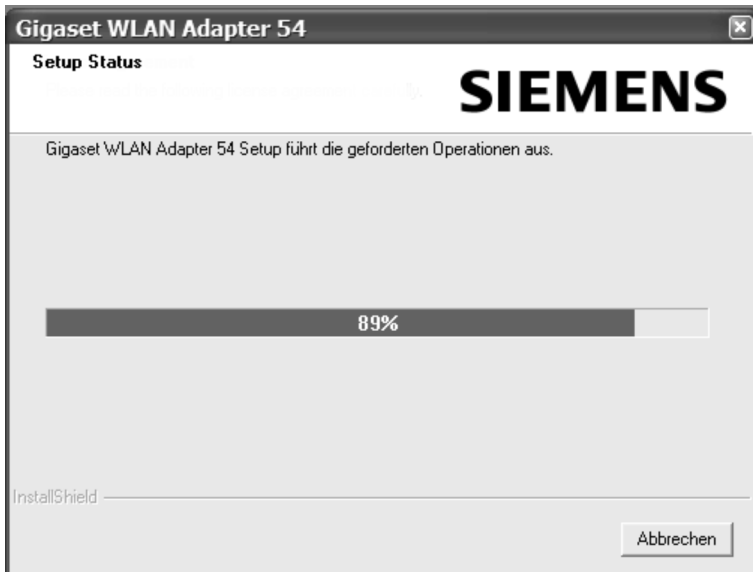 Gigaset WLAN Adapter 54
Setup Status
SIEMENS
Gigaset WLAN Adapter 54 Setup führt die geforderten Operationen aus.
89%
InstallShield
Abbrechen